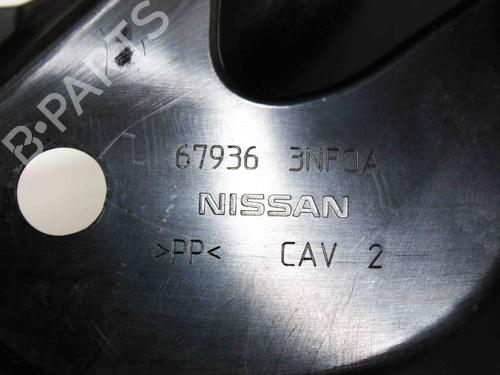 B-PARTS
67936 3NF0A
NISSAN
>PP< CAV 2